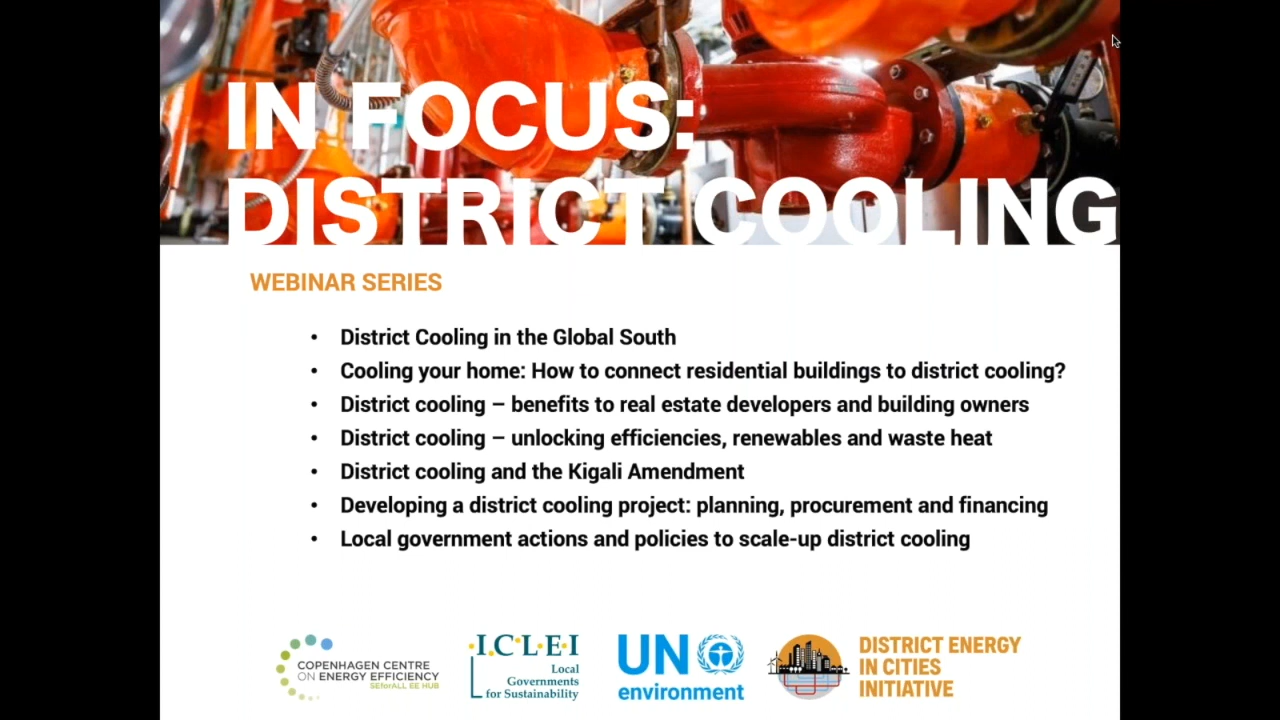 IN FOCUS:
DISTRICT COOLING
WEBINAR SERIES
• District Cooling in the Global South
• Cooling your home: How to connect residential buildings to district cooling?
• District cooling – benefits to real estate developers and building owners
• District cooling – unlocking efficiencies, renewables and waste heat
• District cooling and the Kigali Amendment
• Developing a district cooling project: planning, procurement and financing
• Local government actions and policies to scale-up district cooling
COPENHAGEN CENTRE
ON ENERGY EFFICIENCY
SEforALL EE HUB
I.C.L.E.I
Local
Governments
for Sustainability
UN
environment
DISTRICT ENERGY
IN CITIES
INITIATIVE